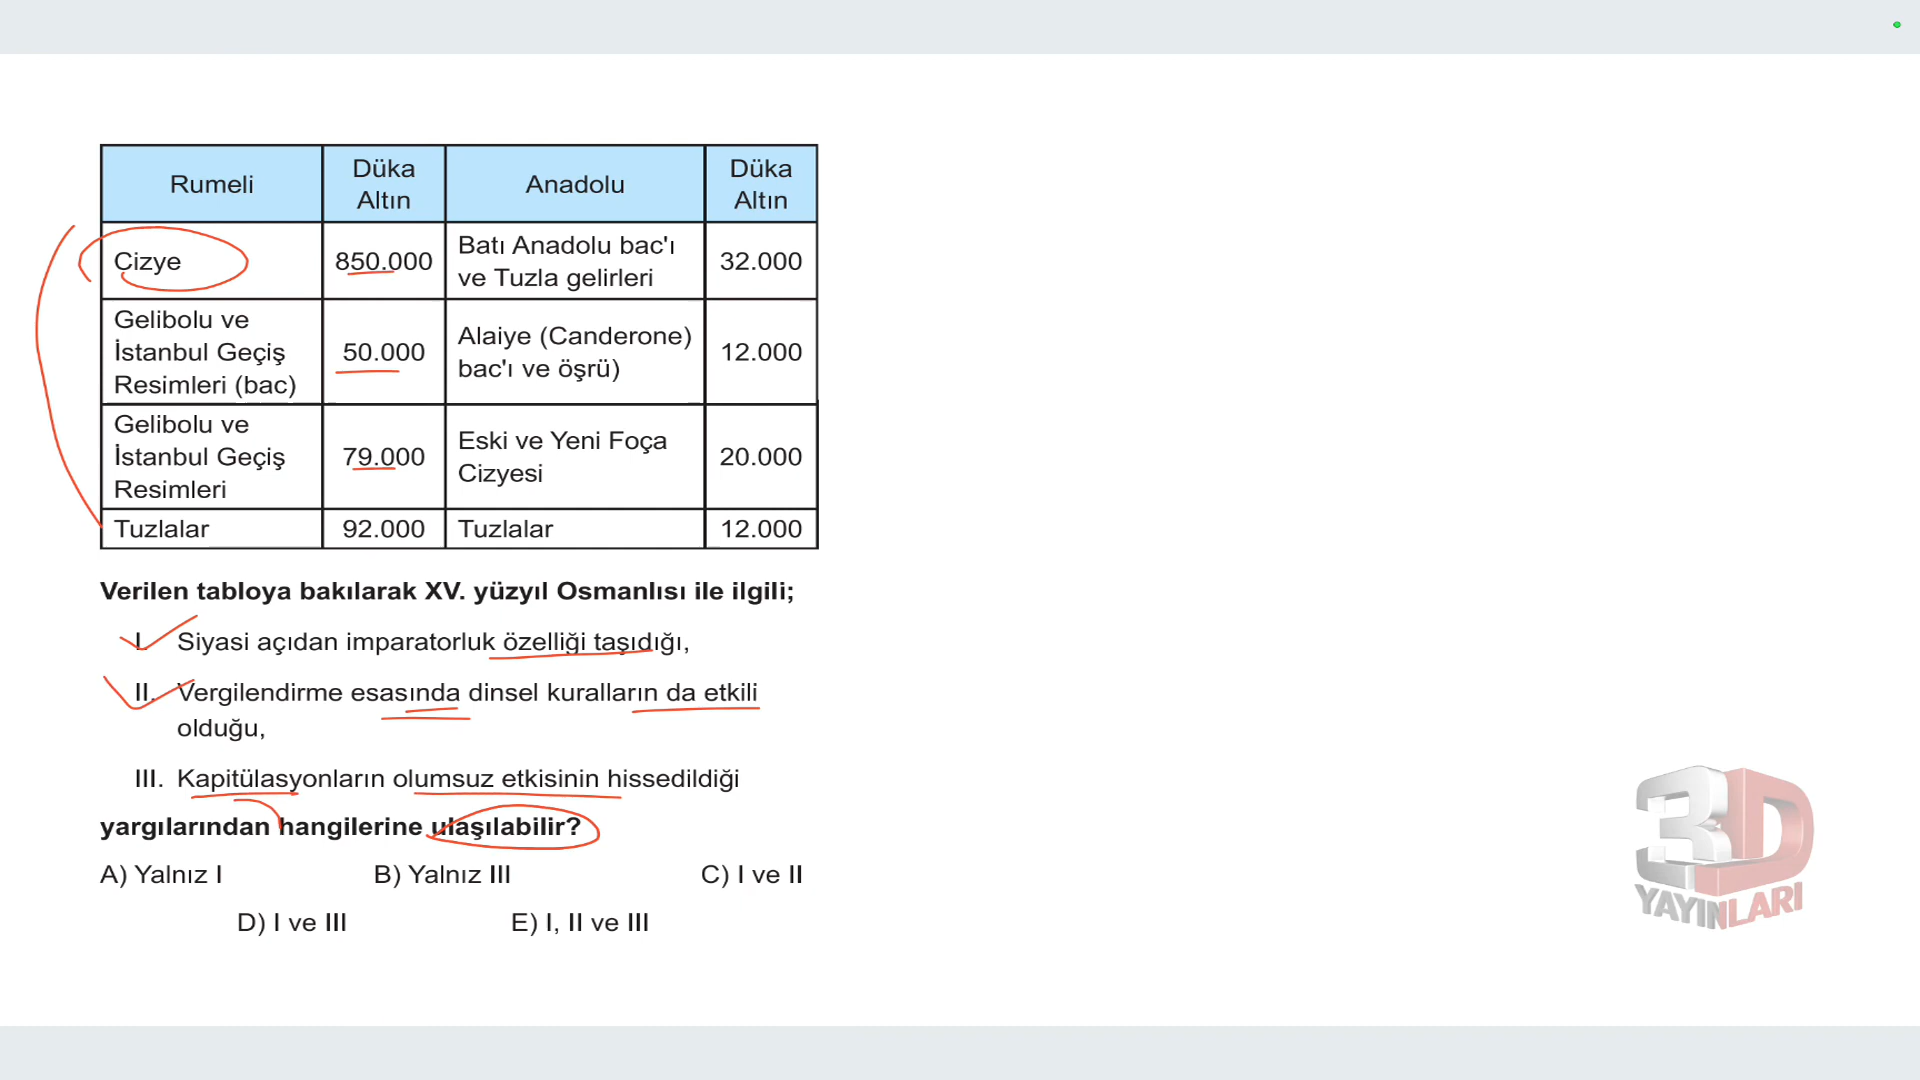 Rumeli
Düka
Altın
Anadolu
Düka
Altın
Cizye
850.000
Batı Anadolu bac'ı
ve Tuzla gelirleri
32.000
Gelibolu ve
İstanbul Geçiş
Resimleri (bac)
50.000
Alaiye (Canderone)
bac'ı ve öşrü)
12.000
Gelibolu ve
İstanbul Geçiş
Resimleri
79.000
Eski ve Yeni Foça
Cizyesi
20.000
Tuzlalar
92.000
Tuzlalar
12.000
Verilen tabloya bakılarak XV. yüzyıl Osmanlısı ile ilgili;
I. Siyasi açıdan imparatorluk özelliği taşıdığı,
II. Vergilendirme esasında dinsel kuralların da etkili
olduğu,
III. Kapitülasyonların olumsuz etkisinin hissedildiği
yargılarından hangilerine ulaşılabilir?
A) Yalnız I B) Yalnız III C) I ve II
D) I ve III E) I, II ve III
3D
YAYINLARI